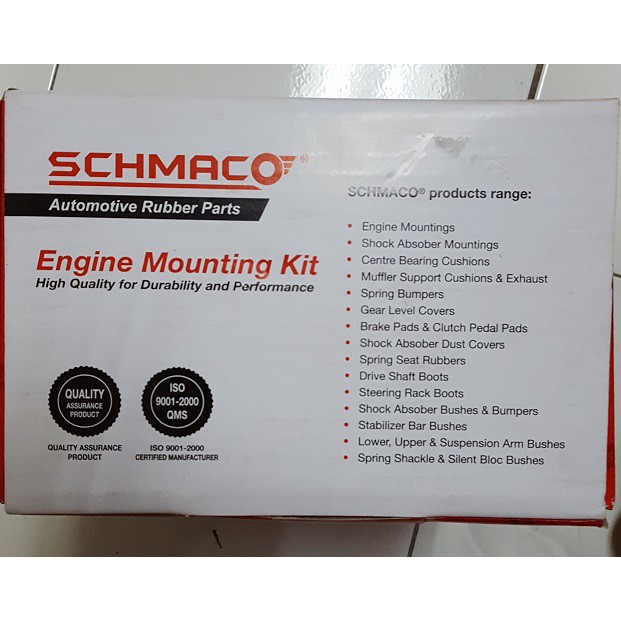 SCHMACO®
Automotive Rubber Parts
Engine Mounting Kit
High Quality for Durability and Performance
QUALITY
ASSURANCE
PRODUCT
QUALITY ASSURANCE
PRODUCT
ISO
9001-2000
QMS
ISO 9001-2000
CERTIFIED MANUFACTURER
SCHMACO® products range:
• Engine Mountings
• Shock Absober Mountings
• Centre Bearing Cushions
• Muffler Support Cushions & Exhaust
• Spring Bumpers
• Gear Level Covers
• Brake Pads & Clutch Pedal Pads
• Shock Absober Dust Covers
• Spring Seat Rubbers
• Drive Shaft Boots
• Steering Rack Boots
• Shock Absober Bushes & Bumpers
• Stabilizer Bar Bushes
• Lower, Upper & Suspension Arm Bushes
• Spring Shackle & Silent Bloc Bushes